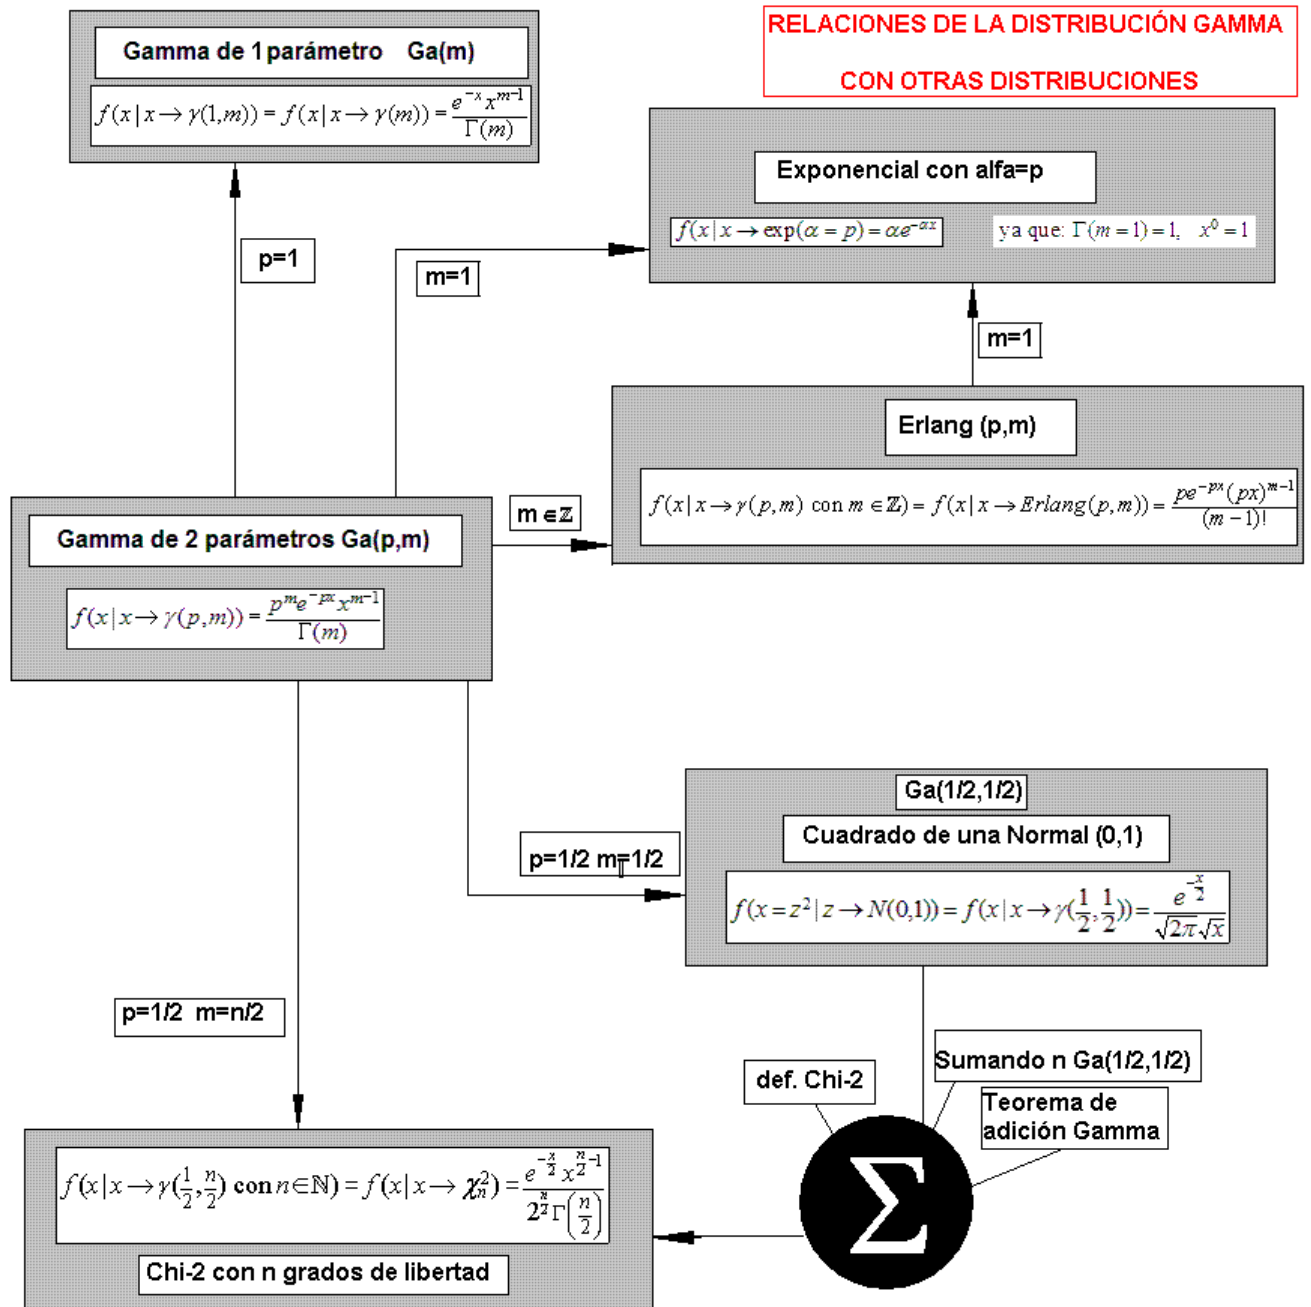 RELACIONES DE LA DISTRIBUCIÓN GAMMA
CON OTRAS DISTRIBUCIONES
Gamma de 1 parámetro Ga(m)
f(x|x→γ(1,m)) = f(x|x→γ(m)) = e^{-x} x^{m-1} / Γ(m)
Exponencial con alfa=p
f(x|x→exp(α=p) = αe^{-αx}
ya que: Γ(m=1)=1, x^0=1
p=1
m=1
m=1
Erlang (p,m)
f(x|x→γ(p,m) con m∈ℤ) = f(x|x→Erlang(p,m)) = pe^{-px}(px)^{m-1} / (m-1)!
m∈ℤ
Gamma de 2 parámetros Ga(p,m)
f(x|x→γ(p,m)) = p^m e^{-px} x^{m-1} / Γ(m)
Ga(1/2,1/2)
Cuadrado de una Normal (0,1)
p=1/2 m=1/2
f(x=z^2|z→N(0,1)) = f(x|x→γ(1/2,1/2)) = e^{-x/2} / √2π√x
p=1/2 m=n/2
def. Chi-2
Sumando n Ga(1/2,1/2)
Teorema de
adición Gamma
Σ
f(x|x→γ(1/2,n/2) con n∈ℕ) = f(x|x→χ_n^2) = e^{-x/2} x^{n/2-1} / 2^{n/2} Γ(n/2)
Chi-2 con n grados de libertad